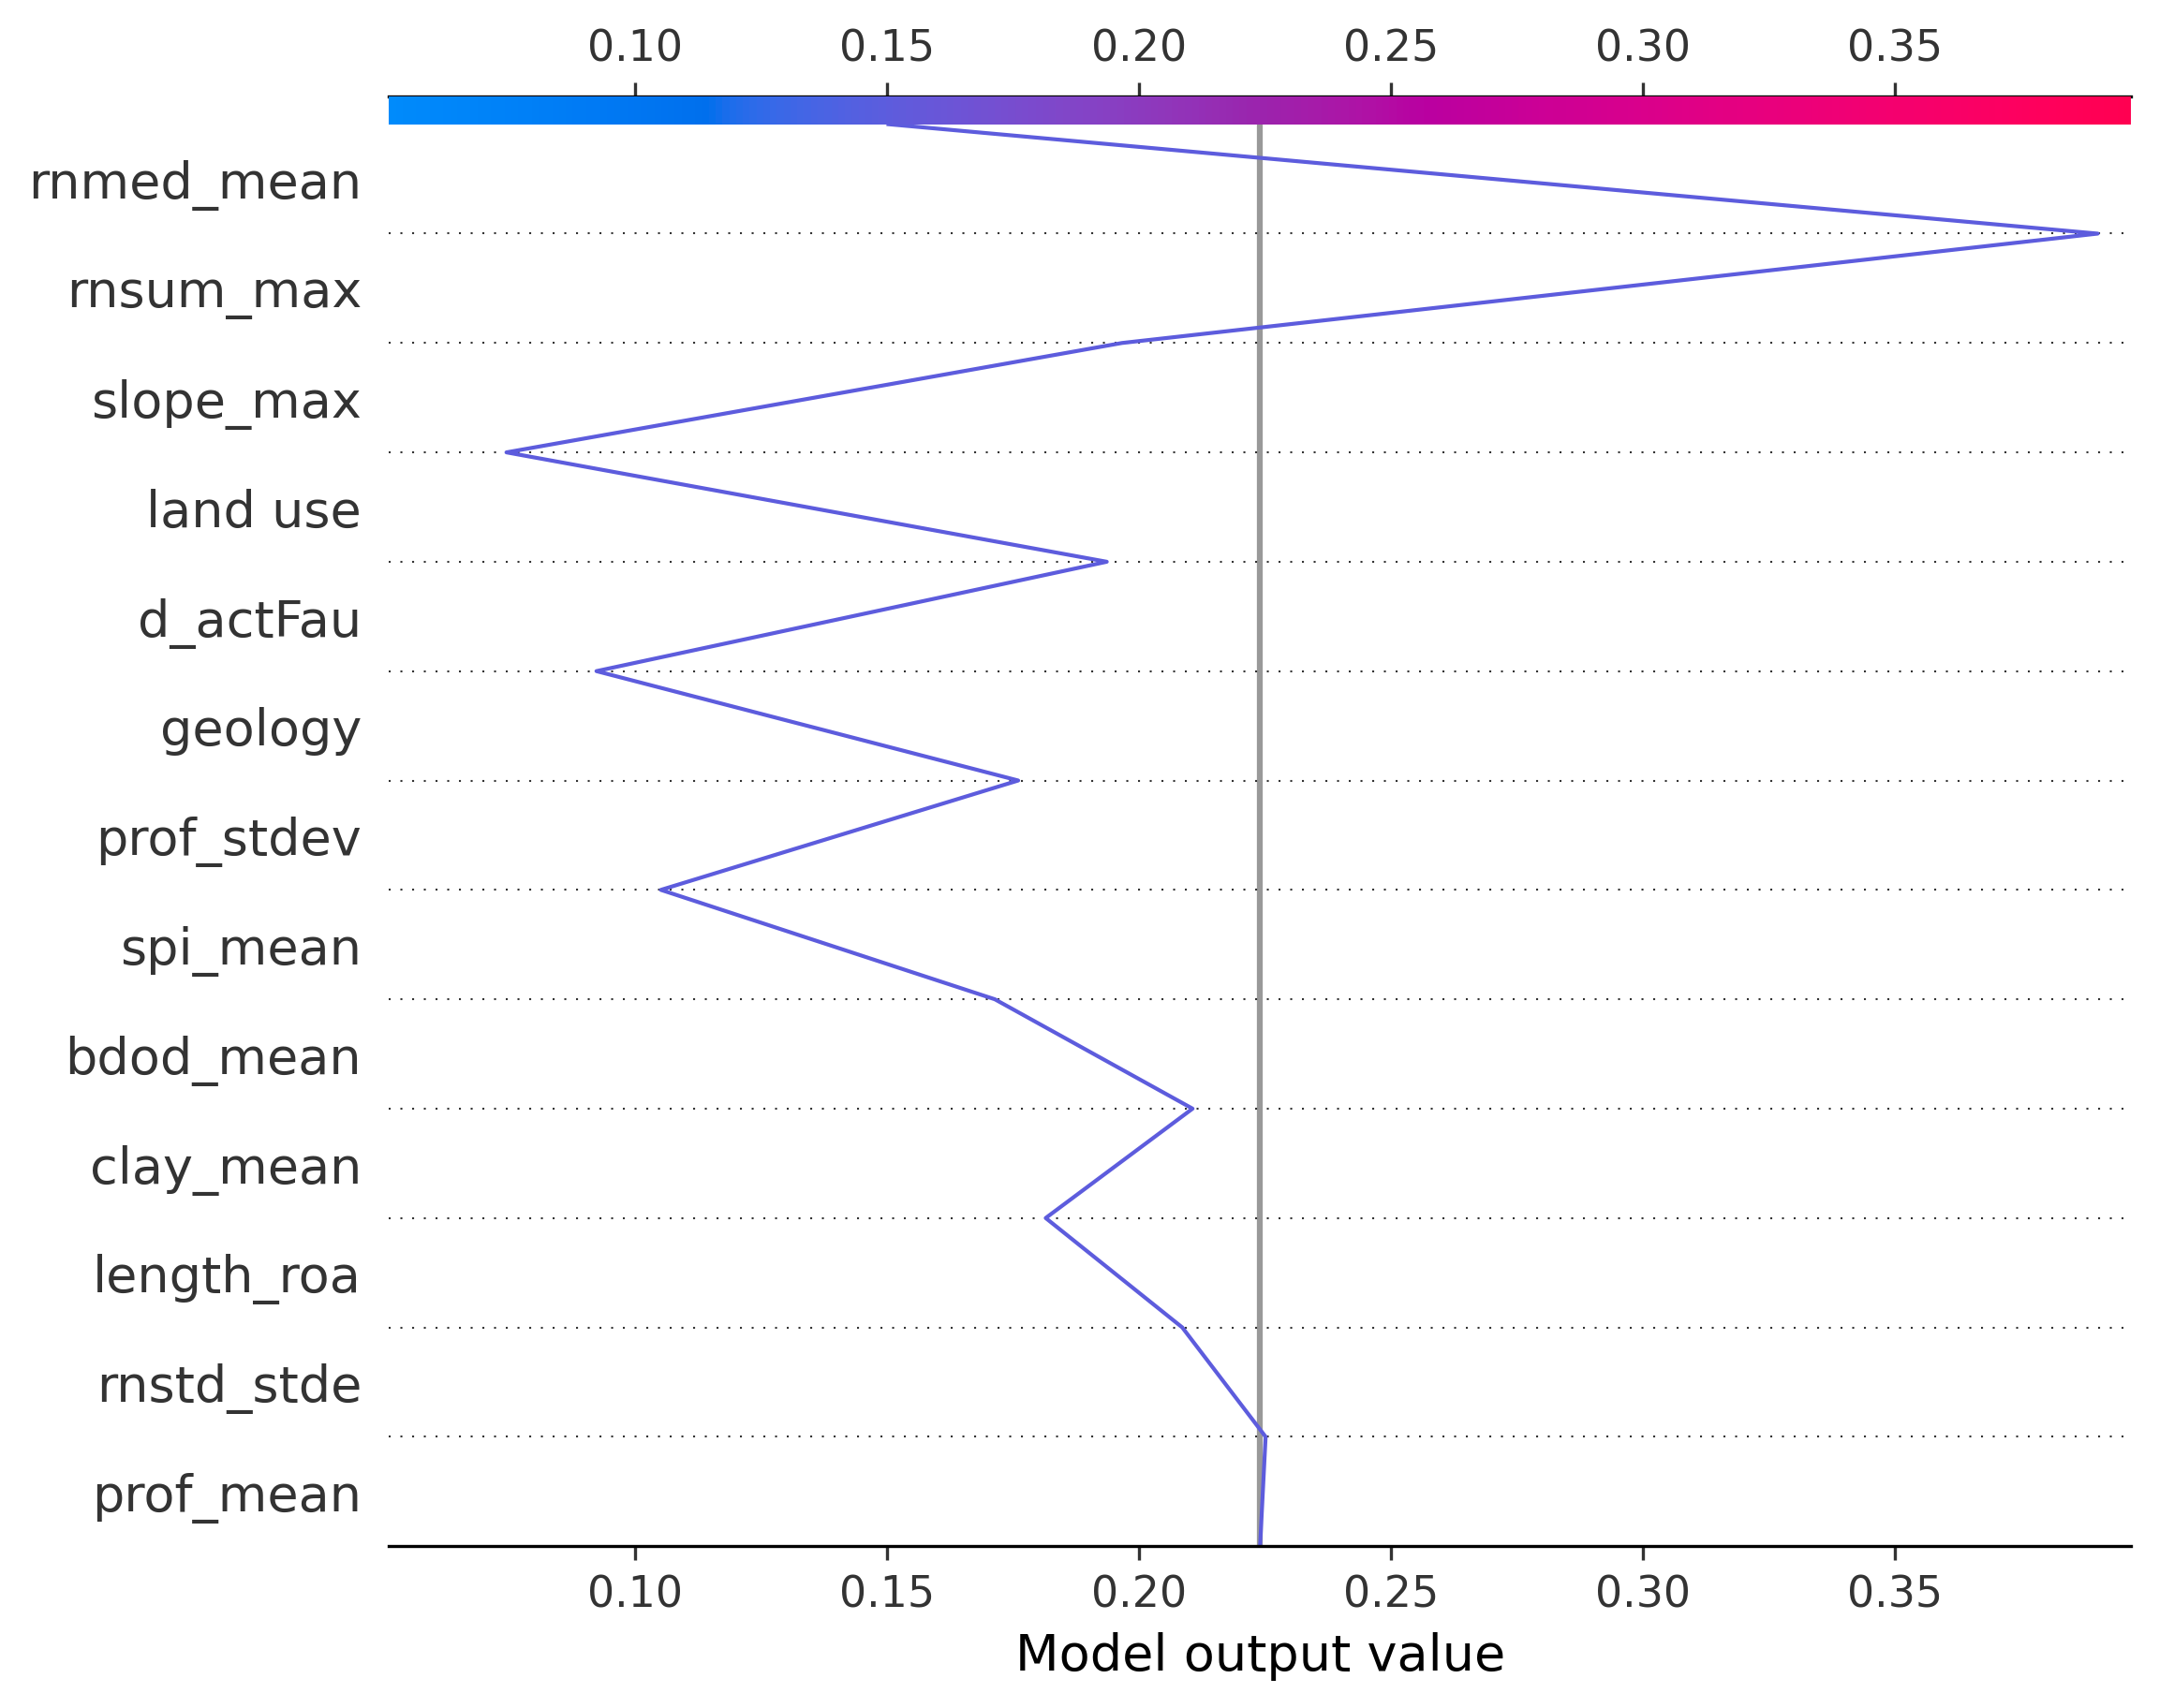 0.10 0.15 0.20 0.25 0.30 0.35
rnmed_mean
rnsum_max
slope_max
land use
d_actFau
geology
prof_stdev
spi_mean
bdod_mean
clay_mean
length_roa
rnstd_stde
prof_mean
0.10 0.15 0.20 0.25 0.30 0.35
Model output value